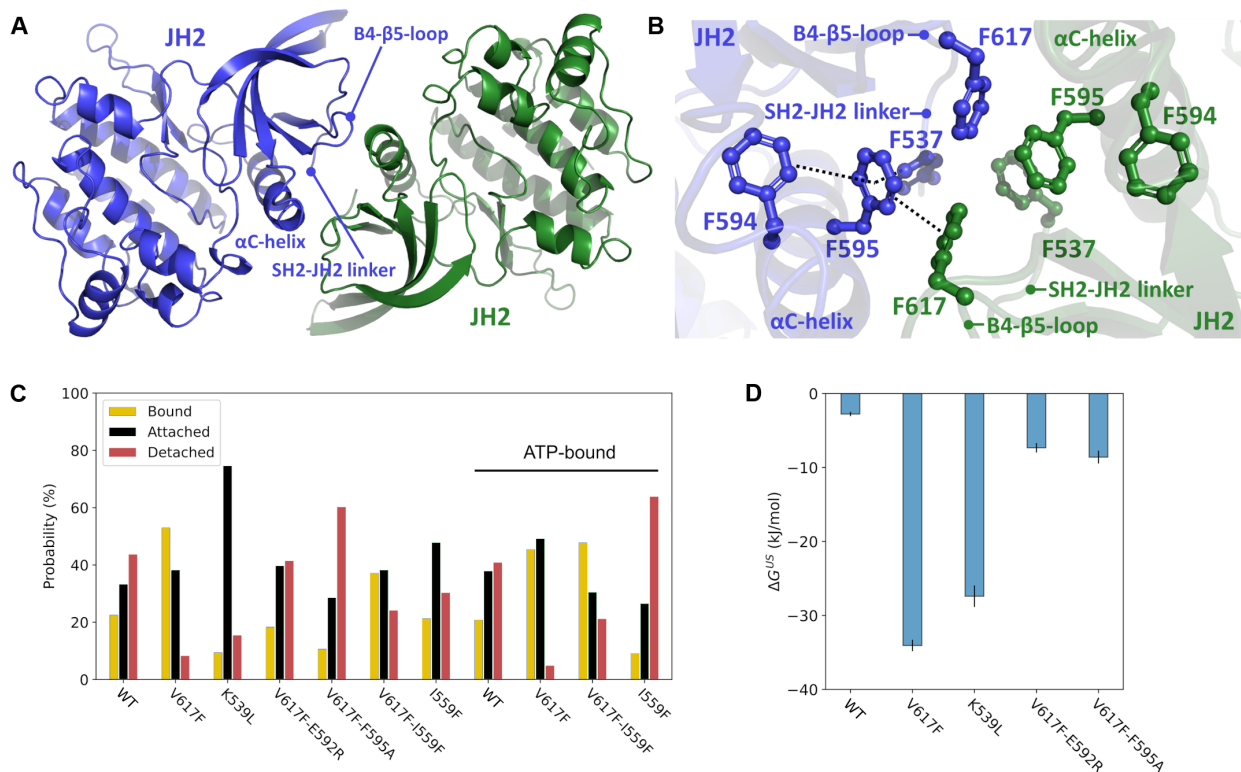 A
JH2
B4-β5-loop
αC-helix
SH2-JH2 linker
JH2
B
JH2
B4-β5-loop
F617
αC-helix
SH2-JH2 linker
F595
F594
F537
F594
F595
F537
F617
SH2-JH2 linker
αC-helix
B4-β5-loop
JH2
C
Probability (%)
100
80
60
40
20
0
Bound
Attached
Detached
ATP-bound
WT
V617F
K539L
V617F-E592R
V617F-F595A
V617F-I559F
I559F
WT
V617F
V617F-I559F
I559F
D
ΔG^US (kJ/mol)
0
−10
−20
−30
−40
WT
V617F
K539L
V617F-E592R
V617F-F595A